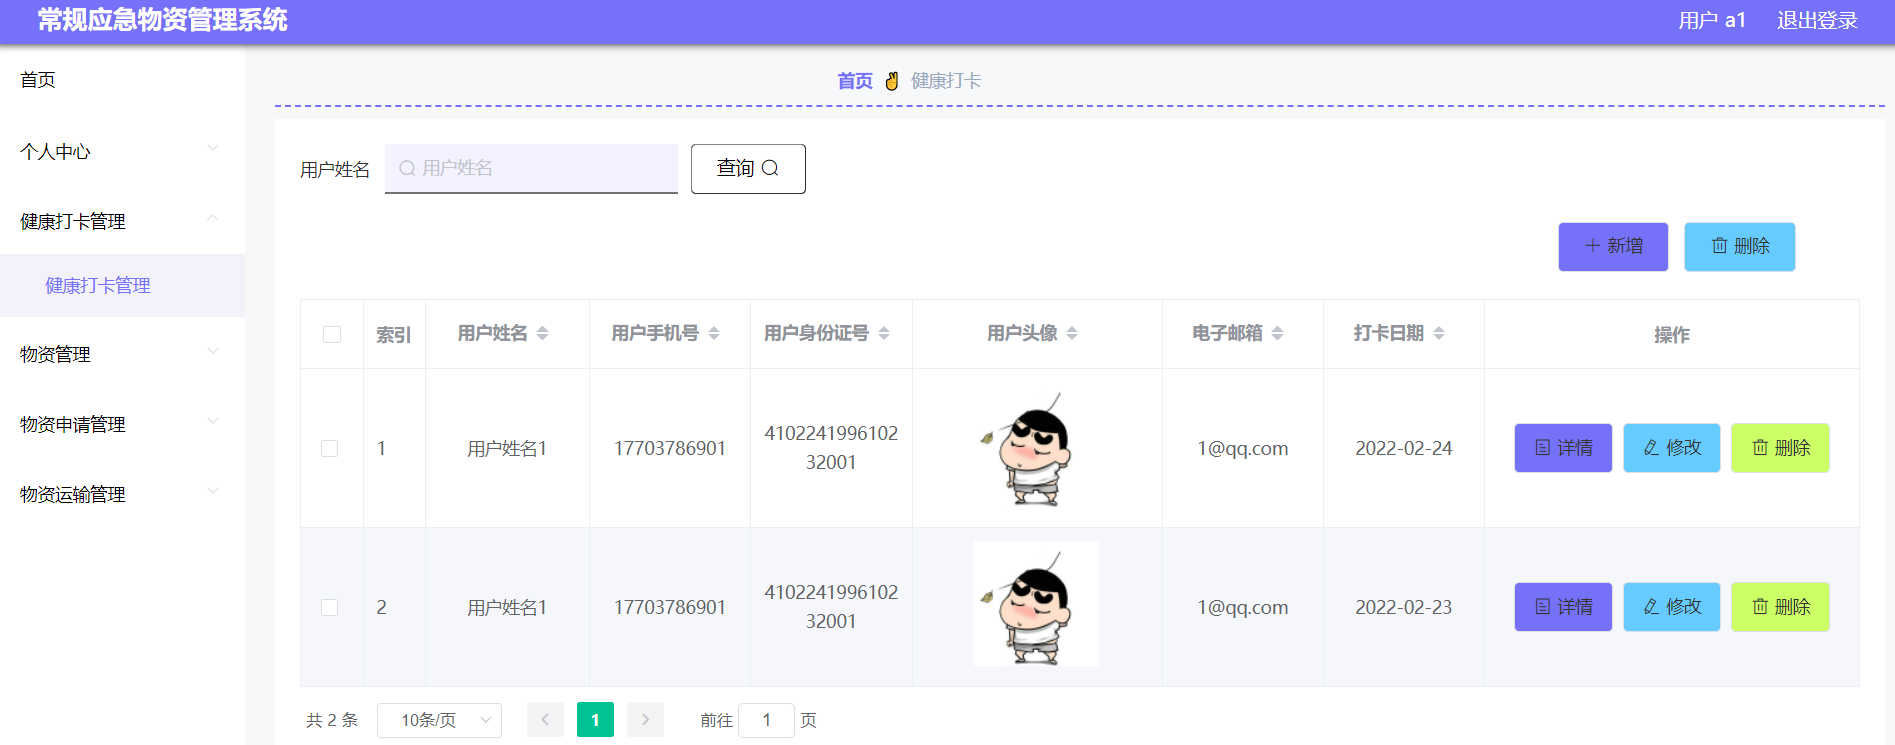 常规应急物资管理系统
用户 a1 退出登录
首页
个人中心
健康打卡管理
健康打卡管理
物资管理
物资申请管理
物资运输管理
首页 ✌ 健康打卡
用户姓名 用户姓名 查询
新增 删除
索引 用户姓名 用户手机号 用户身份证号 用户头像 电子邮箱 打卡日期 操作
1 用户姓名1 17703786901 4102241996102 1@qq.com 2022-02-24 详情 修改 删除
32001
2 用户姓名1 17703786901 4102241996102 1@qq.com 2022-02-23 详情 修改 删除
32001
共 2 条 10条/页 1 前往 1 页